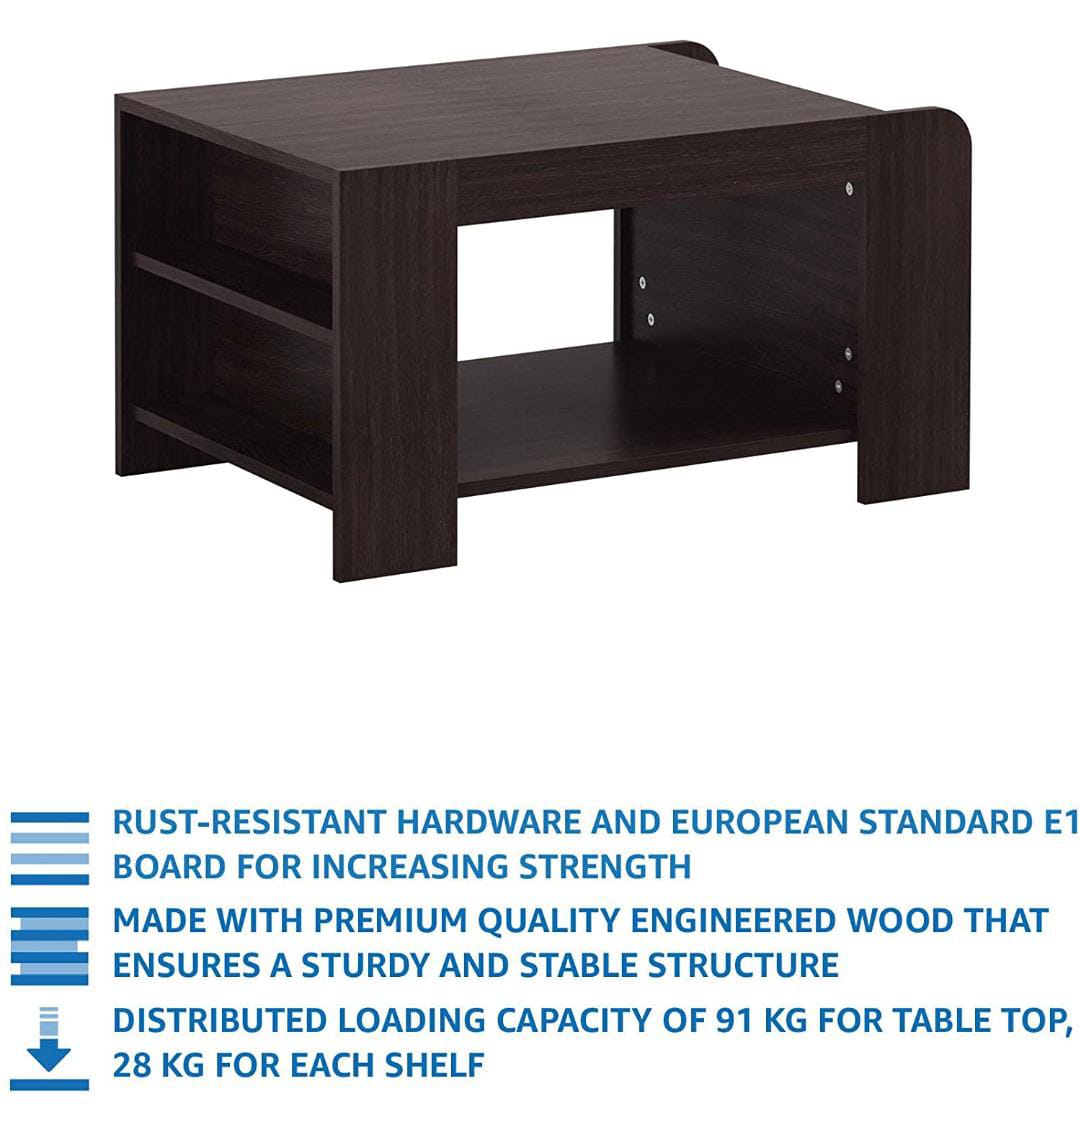 RUST-RESISTANT HARDWARE AND EUROPEAN STANDARD E1
BOARD FOR INCREASING STRENGTH
MADE WITH PREMIUM QUALITY ENGINEERED WOOD THAT
ENSURES A STURDY AND STABLE STRUCTURE
DISTRIBUTED LOADING CAPACITY OF 91 KG FOR TABLE TOP,
28 KG FOR EACH SHELF